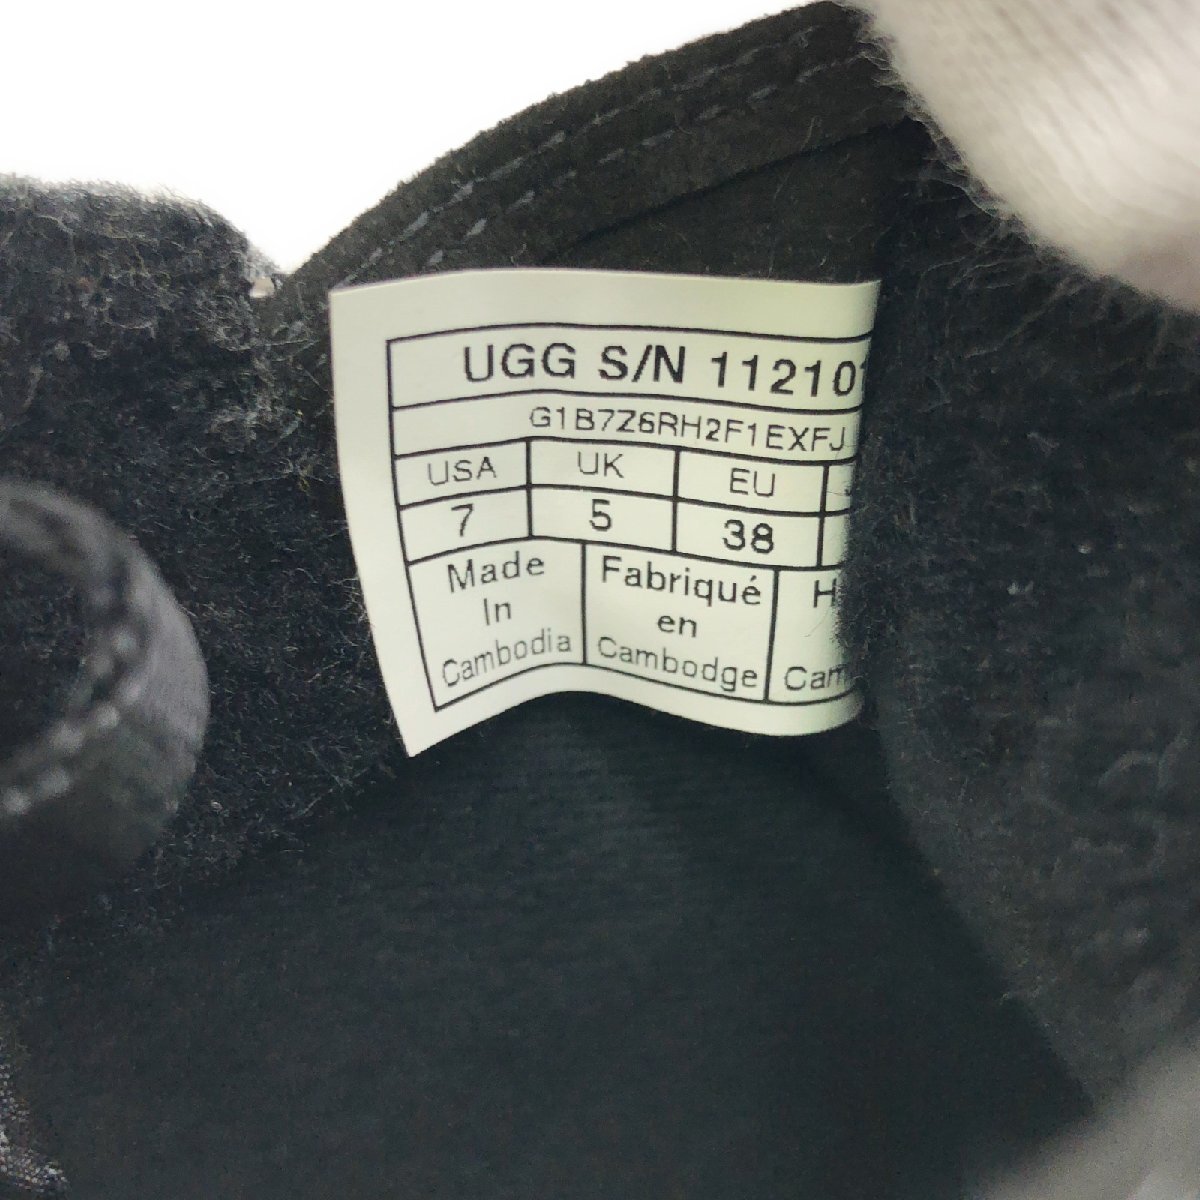 UGG S/N 112101
G1B7Z6RH2F1EXFJ
USA UK EU
7 5 38
Made Fabriqué
In en
Cambodia Cambodge